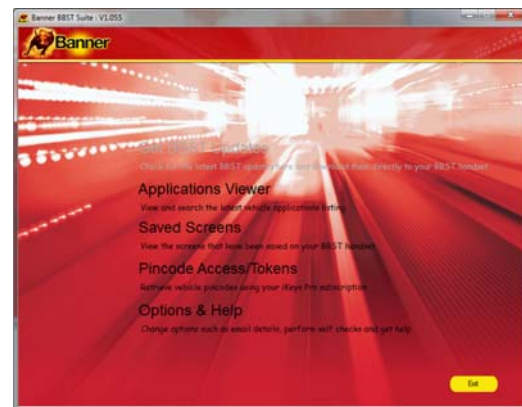 Banner BBST Suite : V1.055
Banner
Check for the latest BBST updates here and download them directly to your BBST handset
Applications Viewer
View and search the latest vehicle applications listing
Saved Screens
View the screens that have been saved on your BBST handset
Pincode Access/Tokens
Retrieve vehicle pincodes using your iKeys Pro subscription
Options & Help
Change options such as email details, perform self checks and get help
Exit